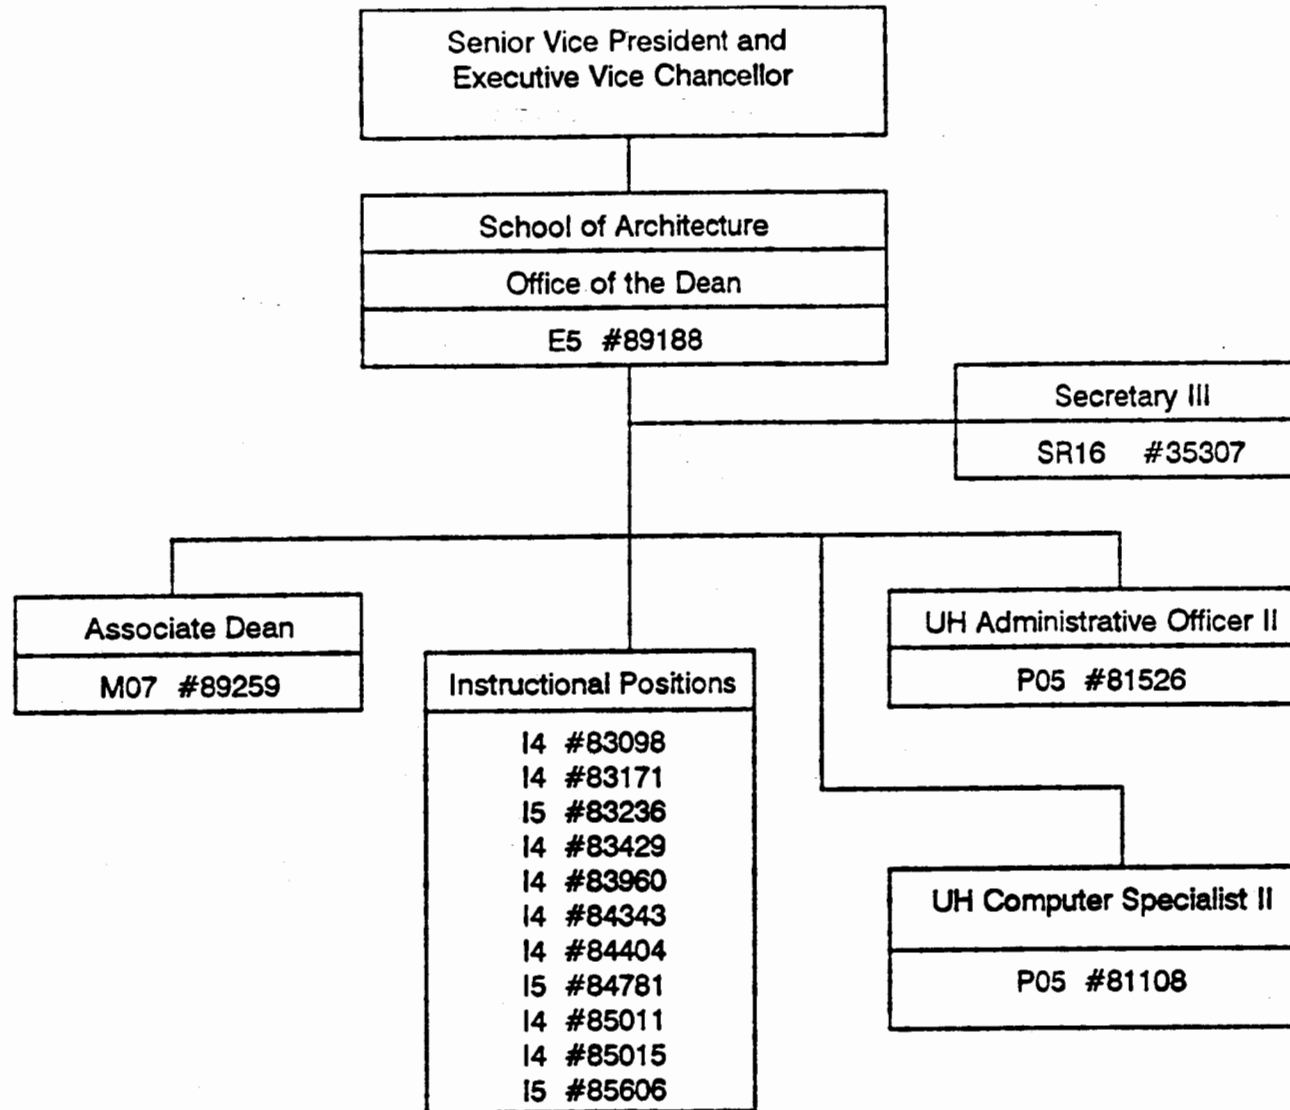 Senior Vice President and
Executive Vice Chancellor
School of Architecture
Office of the Dean
E5 #89188
Secretary III
SR16 #35307
Associate Dean
M07 #89259
Instructional Positions
I4 #83098
I4 #83171
I5 #83236
I4 #83429
I4 #83960
I4 #84343
I4 #84404
I5 #84781
I4 #85011
I4 #85015
I5 #85606
UH Administrative Officer II
P05 #81526
UH Computer Specialist II
P05 #81108